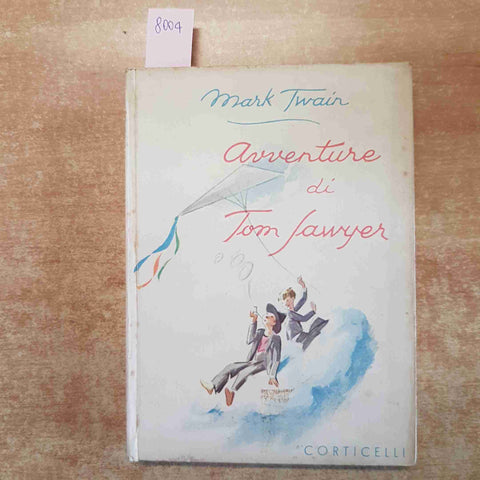 8004
Mark Twain
Avventure
di
Tom Sawyer
CORTICELLI